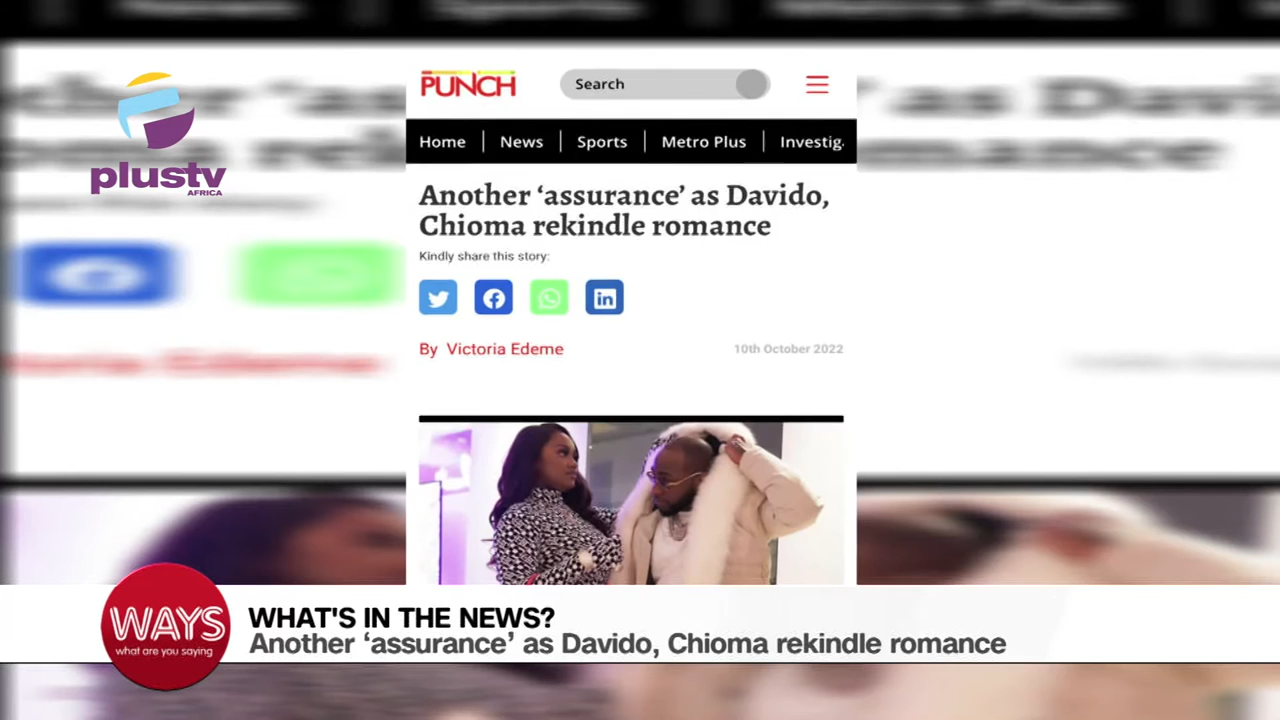 PUNCH
Search
plustv
AFRICA
Home
News
Sports
Metro Plus
Investig
Another ‘assurance’ as Davido,
Chioma rekindle romance
Kindly share this story:
By Victoria Edeme
10th October 2022
WAYS
what are you saying
WHAT'S IN THE NEWS?
Another ‘assurance’ as Davido, Chioma rekindle romance